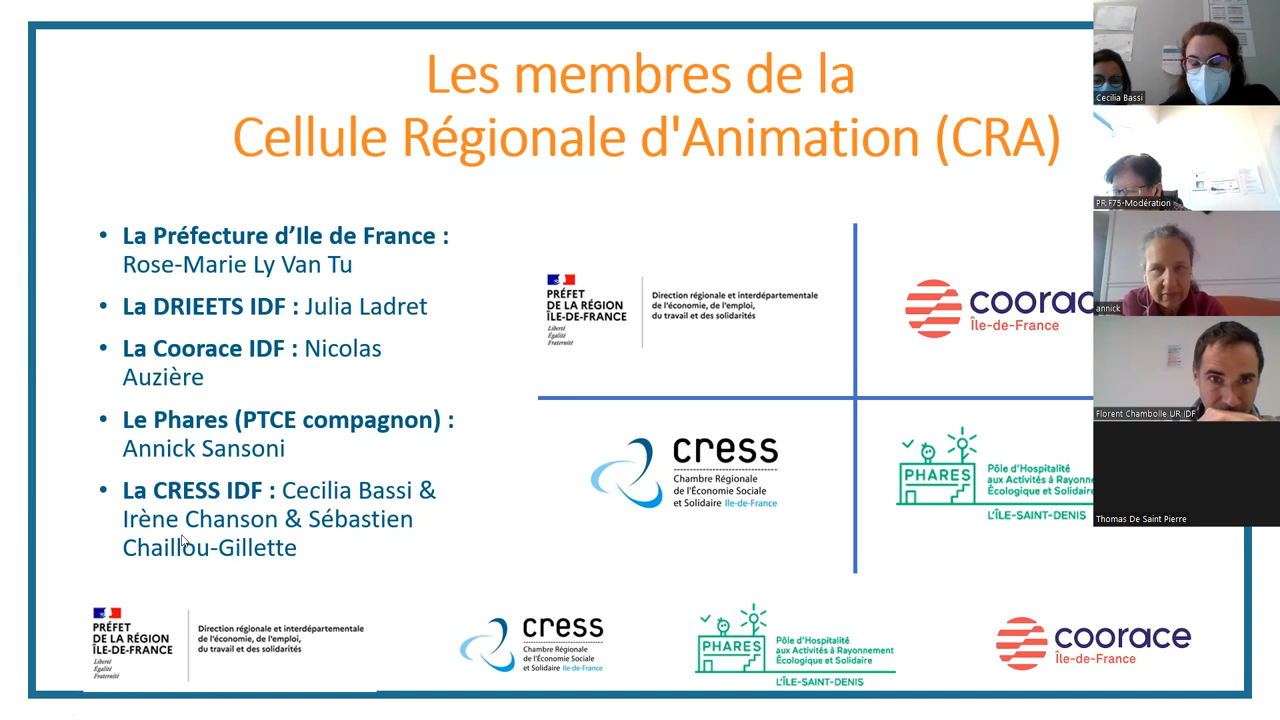 Les membres de la
Cellule Régionale d'Animation (CRA)
• La Préfecture d’Ile de France :
Rose-Marie Ly Van Tu
• La DRIEETS IDF : Julia Ladret
• La Coorace IDF : Nicolas
Auzière
• Le Phares (PTCE compagnon) :
Annick Sansoni
• La CRESS IDF : Cecilia Bassi &
Irène Chanson & Sébastien
Chaillou-Gillette
PRÉFET
DE LA RÉGION
ÎLE-DE-FRANCE
Liberté
Égalité
Fraternité
Direction régionale et interdépartementale
de l'économie, de l'emploi,
du travail et des solidarités
coorac
Île-de-France
cress
Chambre Régionale
de l'Économie Sociale
et Solidaire Ile-de-France
PHARES
Pôle d'Hospitalité
aux Activités à Rayonne
Écologique et Solidaire
L'ÎLE-SAINT-DENIS
PRÉFET
DE LA RÉGION
ÎLE-DE-FRANCE
Liberté
Égalité
Fraternité
Direction régionale et interdépartementale
de l'économie, de l'emploi,
du travail et des solidarités
cress
Chambre Régionale
de l'Économie Sociale
et Solidaire Ile-de-France
PHARES
Pôle d'Hospitalité
aux Activités à Rayonnement
Écologique et Solidaire
L'ÎLE-SAINT-DENIS
coorace
Île-de-France
Cecilia Bassi
PR F75-Modération
annick
Florent Chambolle UR IDF
Thomas De Saint Pierre